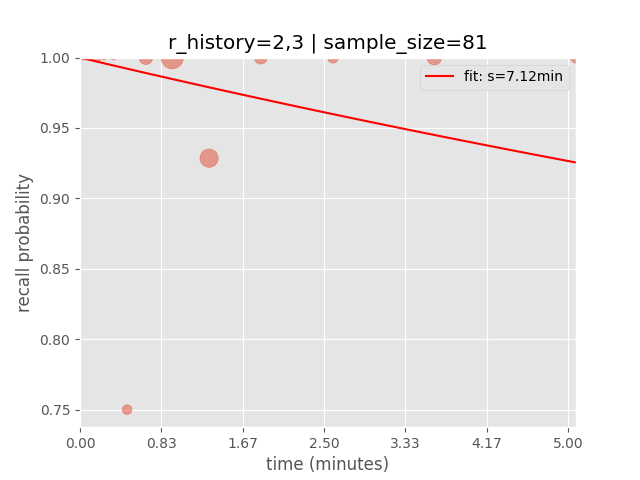 r_history=2,3 | sample_size=81
fit: s=7.12min
recall probability
1.00
0.95
0.90
0.85
0.80
0.75
0.00 0.83 1.67 2.50 3.33 4.17 5.00
time (minutes)